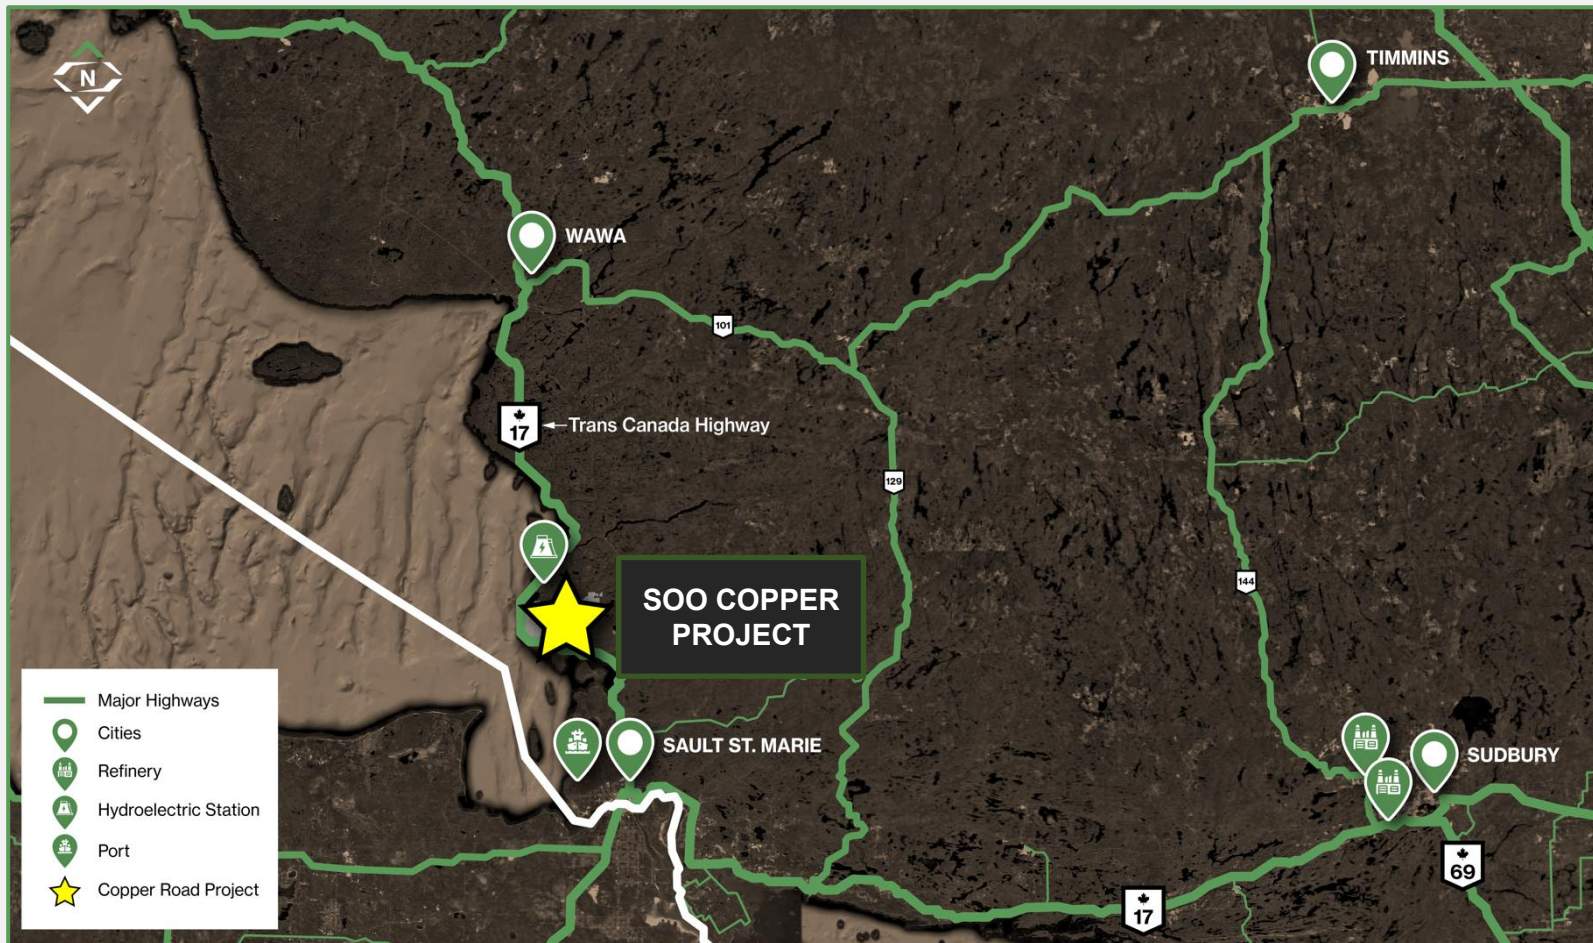 N
TIMMINS
WAWA
101
17
Trans Canada Highway
129
144
SOO COPPER
PROJECT
SAULT ST. MARIE
SUDBURY
69
17
Major Highways
Cities
Refinery
Hydroelectric Station
Port
Copper Road Project